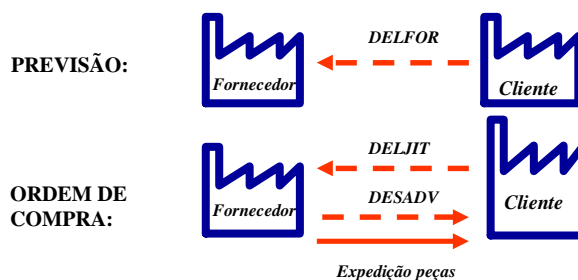 DELFOR
PREVISÃO:
Fornecedor
Cliente
DELJIT
ORDEM DE
COMPRA:
Fornecedor
DESADV
Cliente
Expedição peças